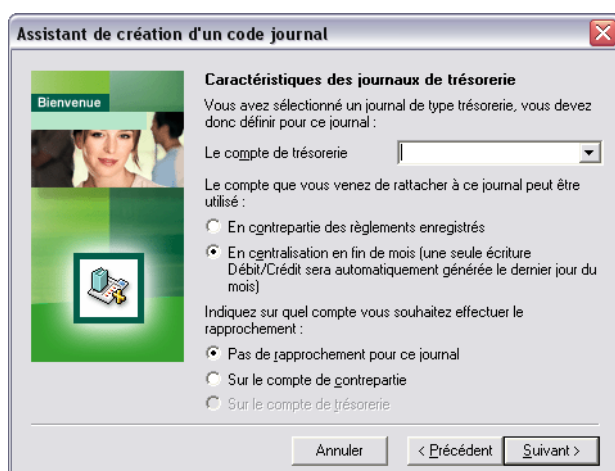 Assistant de création d'un code journal
Bienvenue
Caractéristiques des journaux de trésorerie
Vous avez sélectionné un journal de type trésorerie, vous devez
donc définir pour ce journal :
Le compte de trésorerie
Le compte que vous venez de rattacher à ce journal peut être
utilisé :
En contrepartie des règlements enregistrés
En centralisation en fin de mois (une seule écriture
Débit/Crédit sera automatiquement générée le dernier jour du
mois)
Indiquez sur quel compte vous souhaitez effectuer le
rapprochement :
Pas de rapprochement pour ce journal
Sur le compte de contrepartie
Sur le compte de trésorerie
Annuler
< Précédent
Suivant >